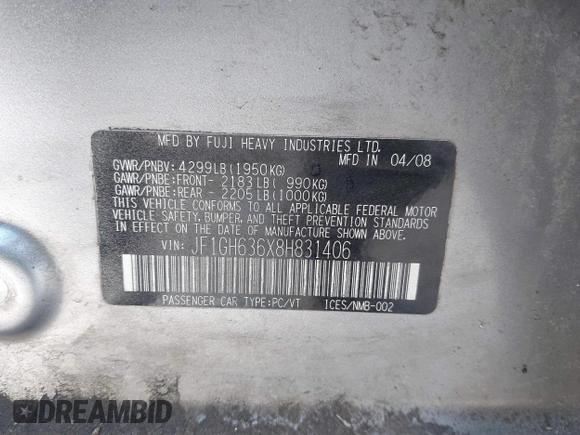 MFD BY FUJI HEAVY INDUSTRIES LTD.
MFD IN 04/08
GVWR/PNBV: 4299LB(1950KG)
GAWR/PNBE: FRONT- 2183LB( 990KG)
GAWR/PNBE: REAR - 2205LB(1000KG)
THIS VEHICLE CONFORMS TO ALL APPLICABLE FEDERAL MOTOR
VEHICLE SAFETY, BUMPER, AND THEFT PREVENTION STANDARDS
IN EFFECT ON THE DATE OF MANUFACTURE SHOWN ABOVE.
VIN: JF1GH636X8H831406
PASSENGER CAR TYPE:PC/VT ICES/NMB-002
DREAMBID